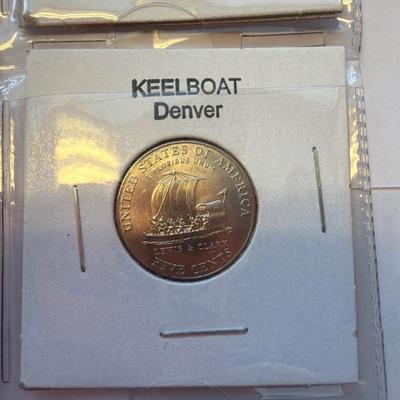 KEELBOAT
Denver
UNITED STATES OF AMERICA
E PLURIBUS UNUM
LEWIS & CLARK
FIVE CENTS